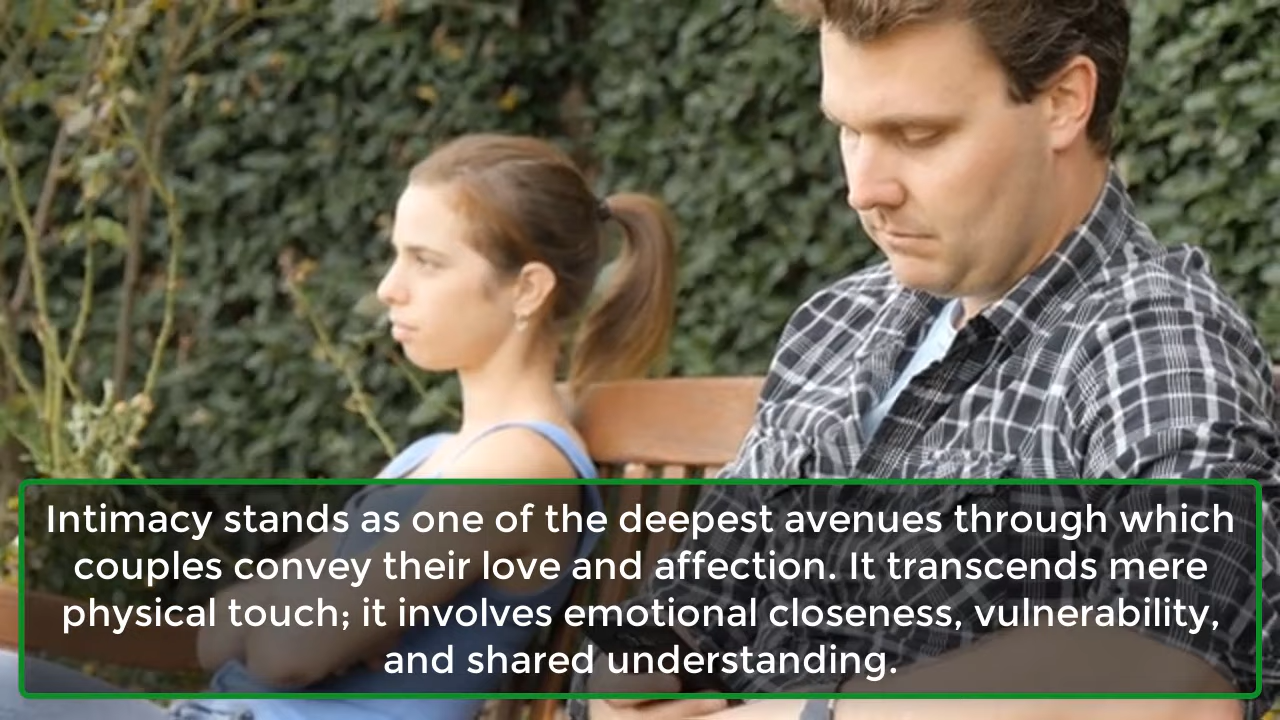 Intimacy stands as one of the deepest avenues through which
couples convey their love and affection. It transcends mere
physical touch; it involves emotional closeness, vulnerability,
and shared understanding.